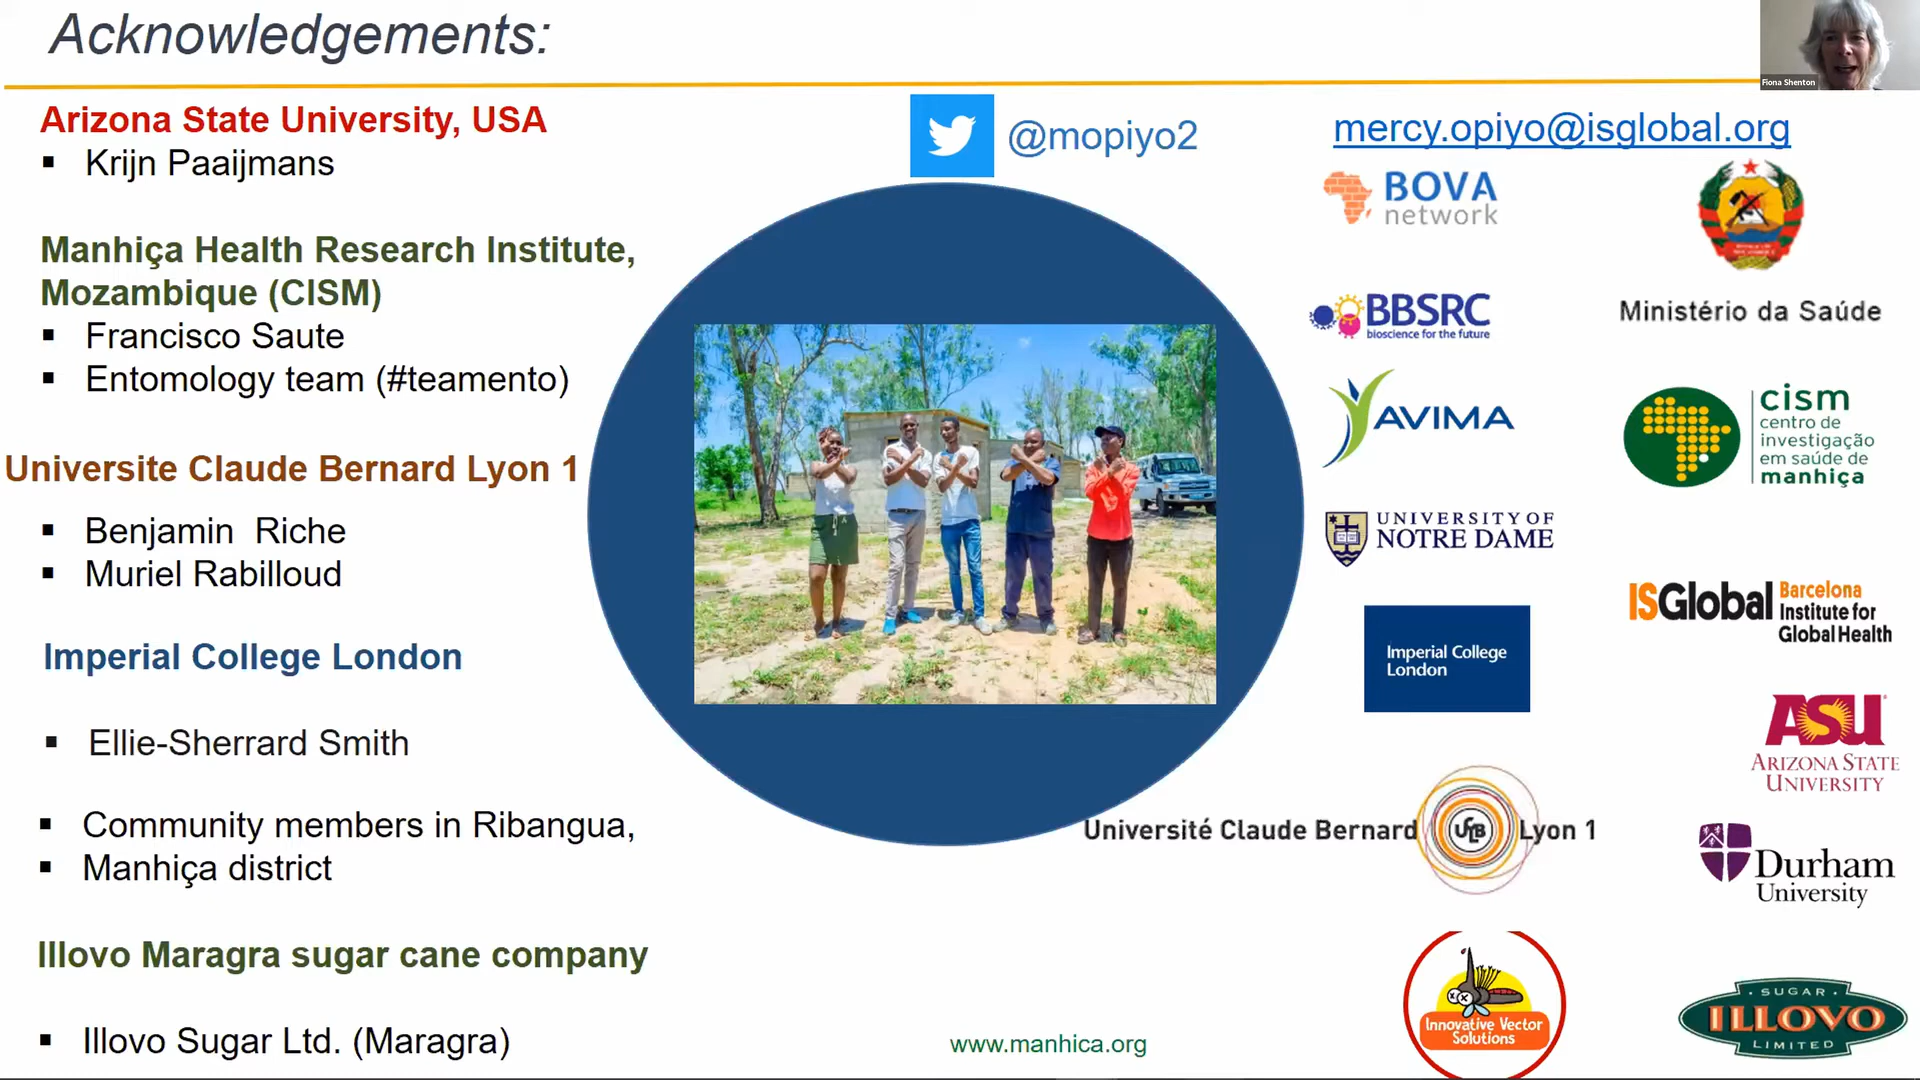 Acknowledgements:
Fiona Shenton
Arizona State University, USA
▪ Krijn Paaijmans
Manhiça Health Research Institute,
Mozambique (CISM)
▪ Francisco Saute
▪ Entomology team (#teamento)
Universite Claude Bernard Lyon 1
▪ Benjamin Riche
▪ Muriel Rabilloud
Imperial College London
▪ Ellie-Sherrard Smith
▪ Community members in Ribangua,
▪ Manhiça district
Illovo Maragra sugar cane company
▪ Illovo Sugar Ltd. (Maragra)
@mopiyo2
mercy.opiyo@isglobal.org
BOVA
network
BBSRC
bioscience for the future
Ministério da Saúde
AVIMA
cism
centro de
investigação
em saúde de
manhiça
UNIVERSITY OF
NOTRE DAME
ISGlobal
Barcelona
Institute for
Global Health
Imperial College
London
ASU
ARIZONA STATE
UNIVERSITY
Université Claude Bernard UCBL Lyon 1
Durham
University
Innovative Vector
Solutions
SUGAR
ILLOVO
LIMITED
www.manhica.org